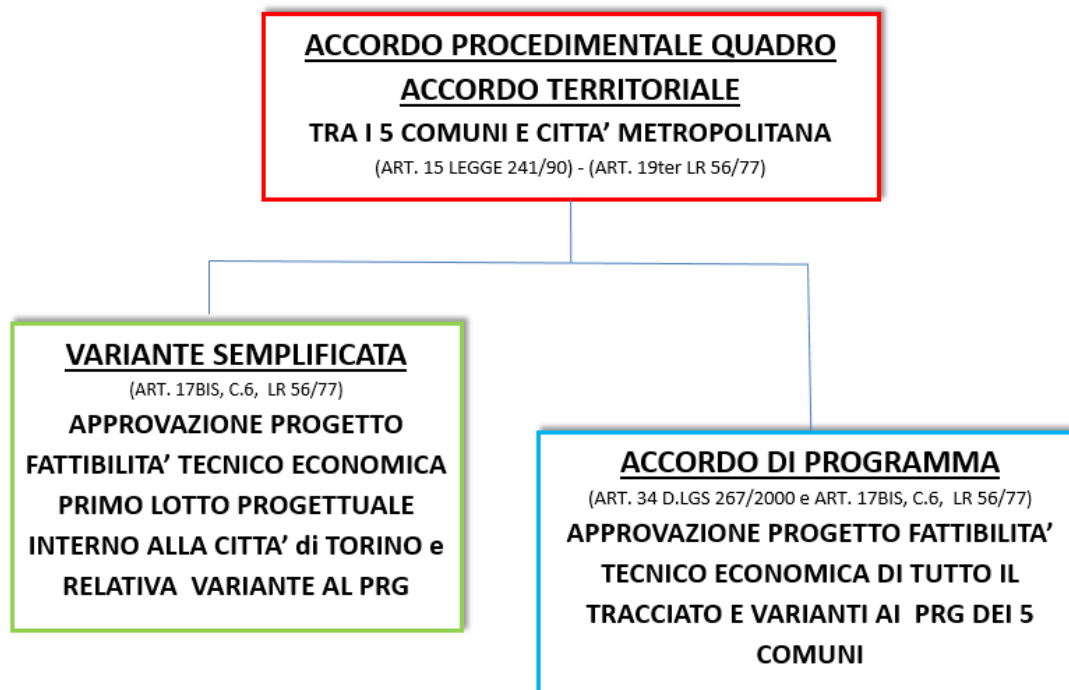 ACCORDO PROCEDIMENTALE QUADRO
ACCORDO TERRITORIALE
TRA I 5 COMUNI E CITTA' METROPOLITANA
(ART. 15 LEGGE 241/90) - (ART. 19ter LR 56/77)
VARIANTE SEMPLIFICATA
(ART. 17BIS, C.6, LR 56/77)
APPROVAZIONE PROGETTO
FATTIBILITA' TECNICO ECONOMICA
PRIMO LOTTO PROGETTUALE
INTERNO ALLA CITTA' di TORINO e
RELATIVA VARIANTE AL PRG
ACCORDO DI PROGRAMMA
(ART. 34 D.LGS 267/2000 e ART. 17BIS, C.6, LR 56/77)
APPROVAZIONE PROGETTO FATTIBILITA'
TECNICO ECONOMICA DI TUTTO IL
TRACCIATO E VARIANTI AI PRG DEI 5
COMUNI